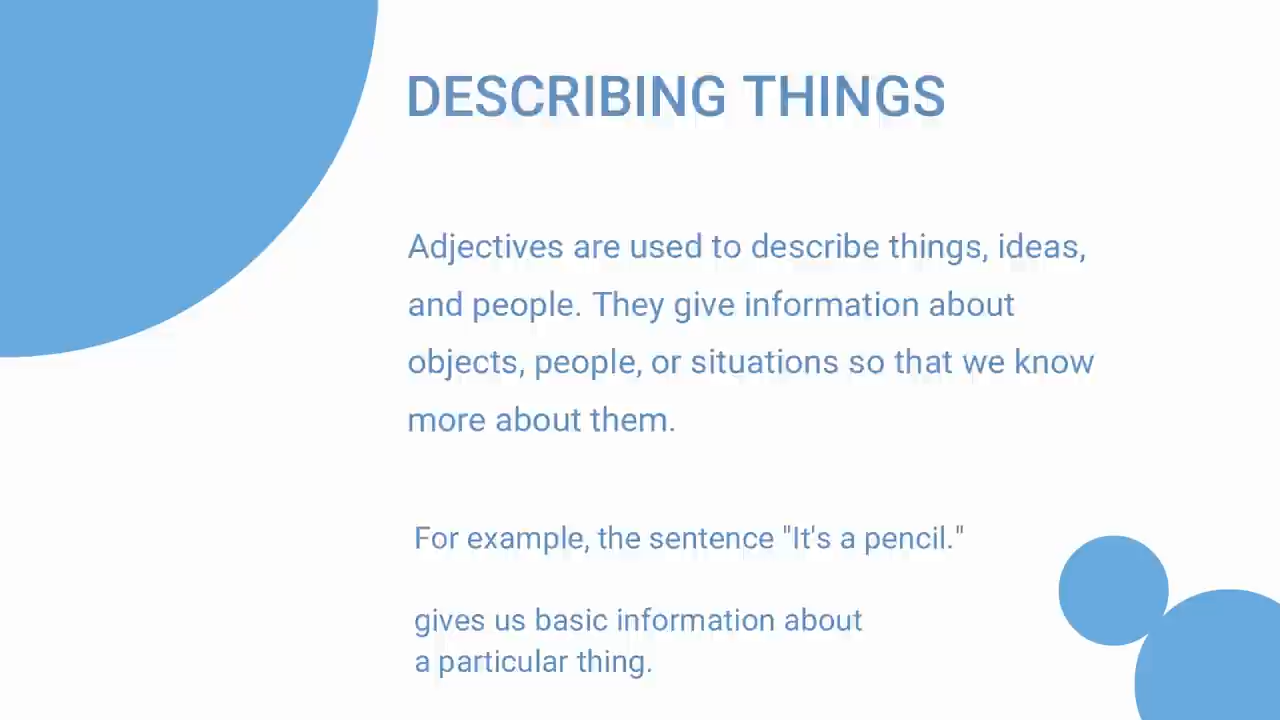 DESCRIBING THINGS
Adjectives are used to describe things, ideas,
and people. They give information about
objects, people, or situations so that we know
more about them.
For example, the sentence "It's a pencil."
gives us basic information about
a particular thing.